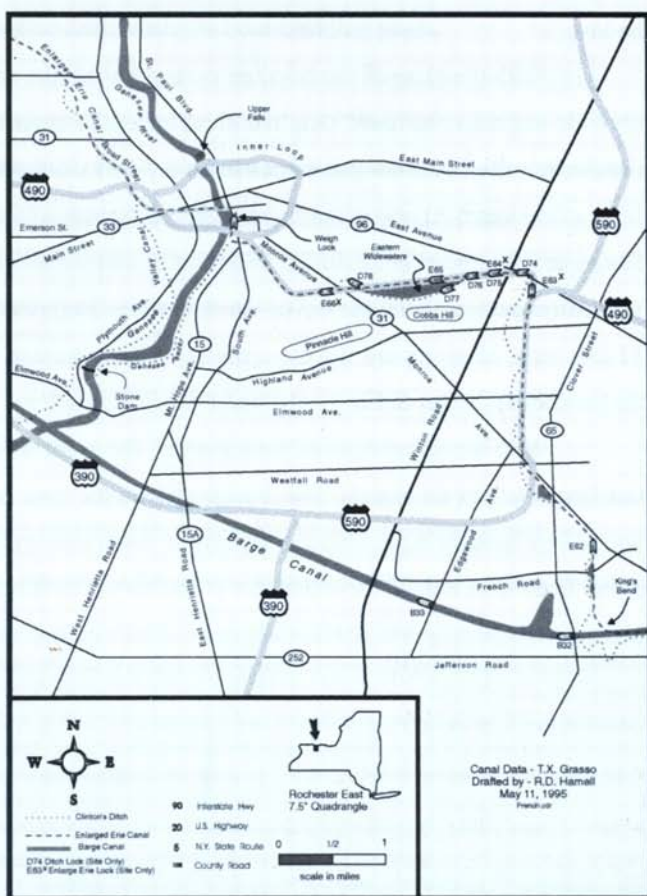 Enlarged Erie Canal Broad Street
St. Paul Blvd
Genesee River
Upper
Falls
Inner Loop
31
East Main Street
490
590
Emerson St.
33
Main Street
96
East Avenue
Weigh
Lock
Eastern
Widewaters
E65
E64
X
D74
D76
D75
E63
X
Monroe Avenue
E66X
D77
31
Cobbs Hill
490
Plymouth Ave.
Genesee
15
South Ave.
Pinnacle Hill
Clover Street
Elmwood Ave.
Genesee
Highland Avenue
Monroe
Stone
Dam
Mt. Hope Ave.
Elmwood Ave.
Winton Road
Ave.
65
390
Westfall Road
Edgewood Ave
590
15A
Barge Canal
E62
West Henrietta Road
East Henrietta Road
390
French Road
King's
Bend
B33
B32
252
Jefferson Road
N
W E
S
Rochester East
7.5" Quadrangle
Canal Data - T.X. Grasso
Drafted by - R.D. Hamell
May 11, 1995
90 Interstate Hwy
Clinton's Ditch
20 U.S. Highway
0 1/2 1
Enlarged Erie Canal
Barge Canal
5 N.Y. State Route
D74 Ditch Lock (Site Only)
E63X Enlarge Erie Lock (Site Only)
County Road
scale in miles